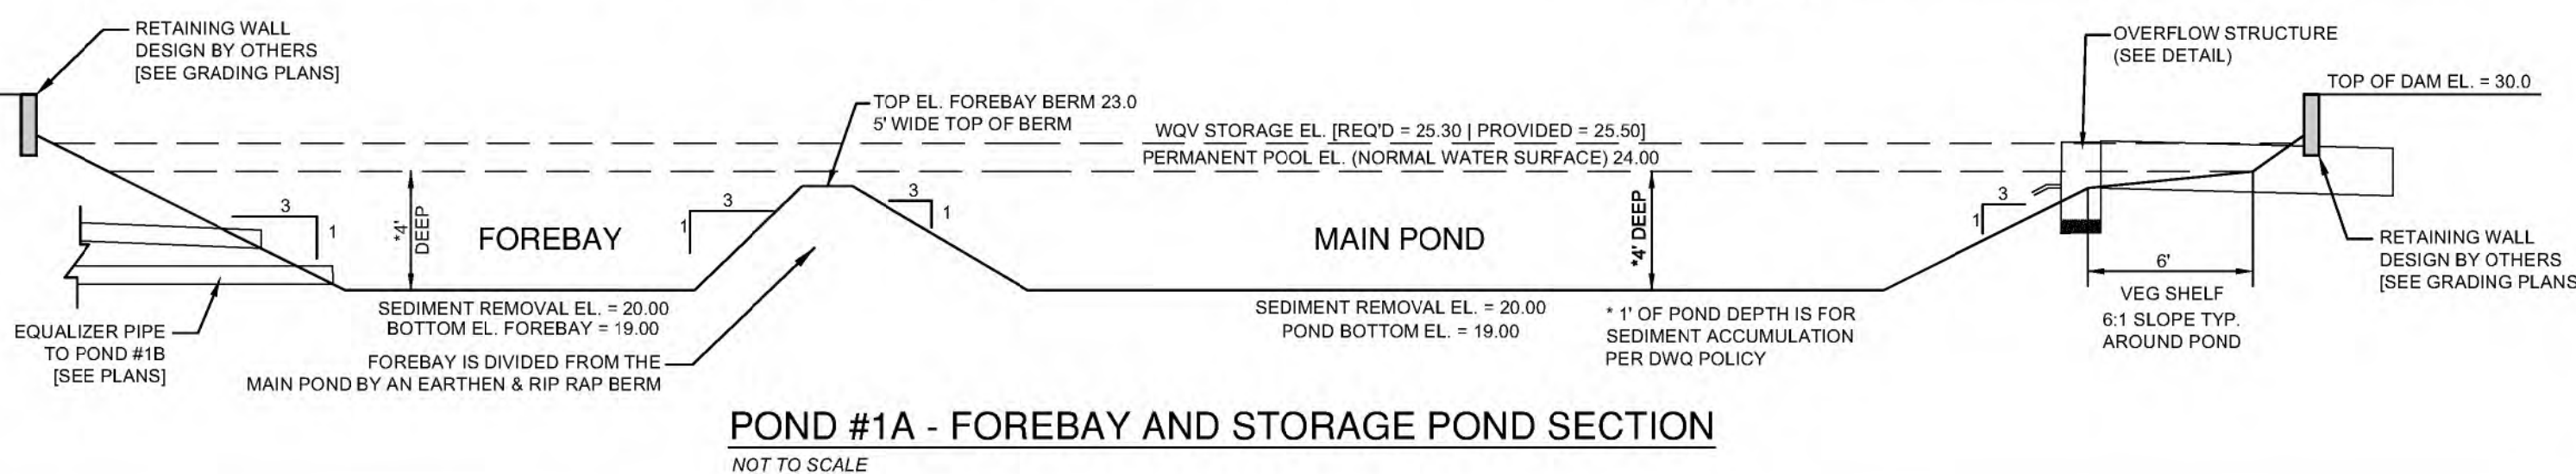 RETAINING WALL
DESIGN BY OTHERS
[SEE GRADING PLANS]
TOP EL. FOREBAY BERM 23.0
5' WIDE TOP OF BERM
WQV STORAGE EL. [REQ'D = 25.30 | PROVIDED = 25.50]
PERMANENT POOL EL. (NORMAL WATER SURFACE) 24.00
OVERFLOW STRUCTURE
(SEE DETAIL)
TOP OF DAM EL. = 30.0
3
1
*4'
DEEP
FOREBAY
3
1
3
1
MAIN POND
*4' DEEP
3
1
6'
VEG SHELF
6:1 SLOPE TYP.
AROUND POND
RETAINING WALL
DESIGN BY OTHERS
[SEE GRADING PLANS
EQUALIZER PIPE
TO POND #1B
[SEE PLANS]
SEDIMENT REMOVAL EL. = 20.00
BOTTOM EL. FOREBAY = 19.00
FOREBAY IS DIVIDED FROM THE
MAIN POND BY AN EARTHEN & RIP RAP BERM
SEDIMENT REMOVAL EL. = 20.00
POND BOTTOM EL. = 19.00
* 1' OF POND DEPTH IS FOR
SEDIMENT ACCUMULATION
PER DWQ POLICY
POND #1A - FOREBAY AND STORAGE POND SECTION
NOT TO SCALE